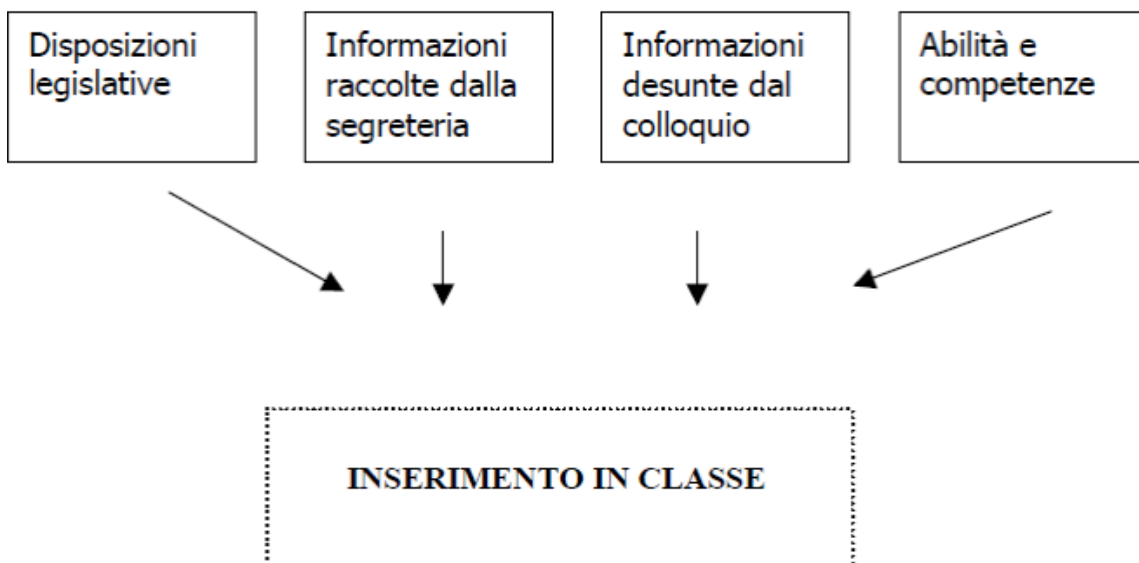 Disposizioni
legislative
Informazioni
raccolte dalla
segreteria
Informazioni
desunte dal
colloquio
Abilità e
competenze
INSERIMENTO IN CLASSE